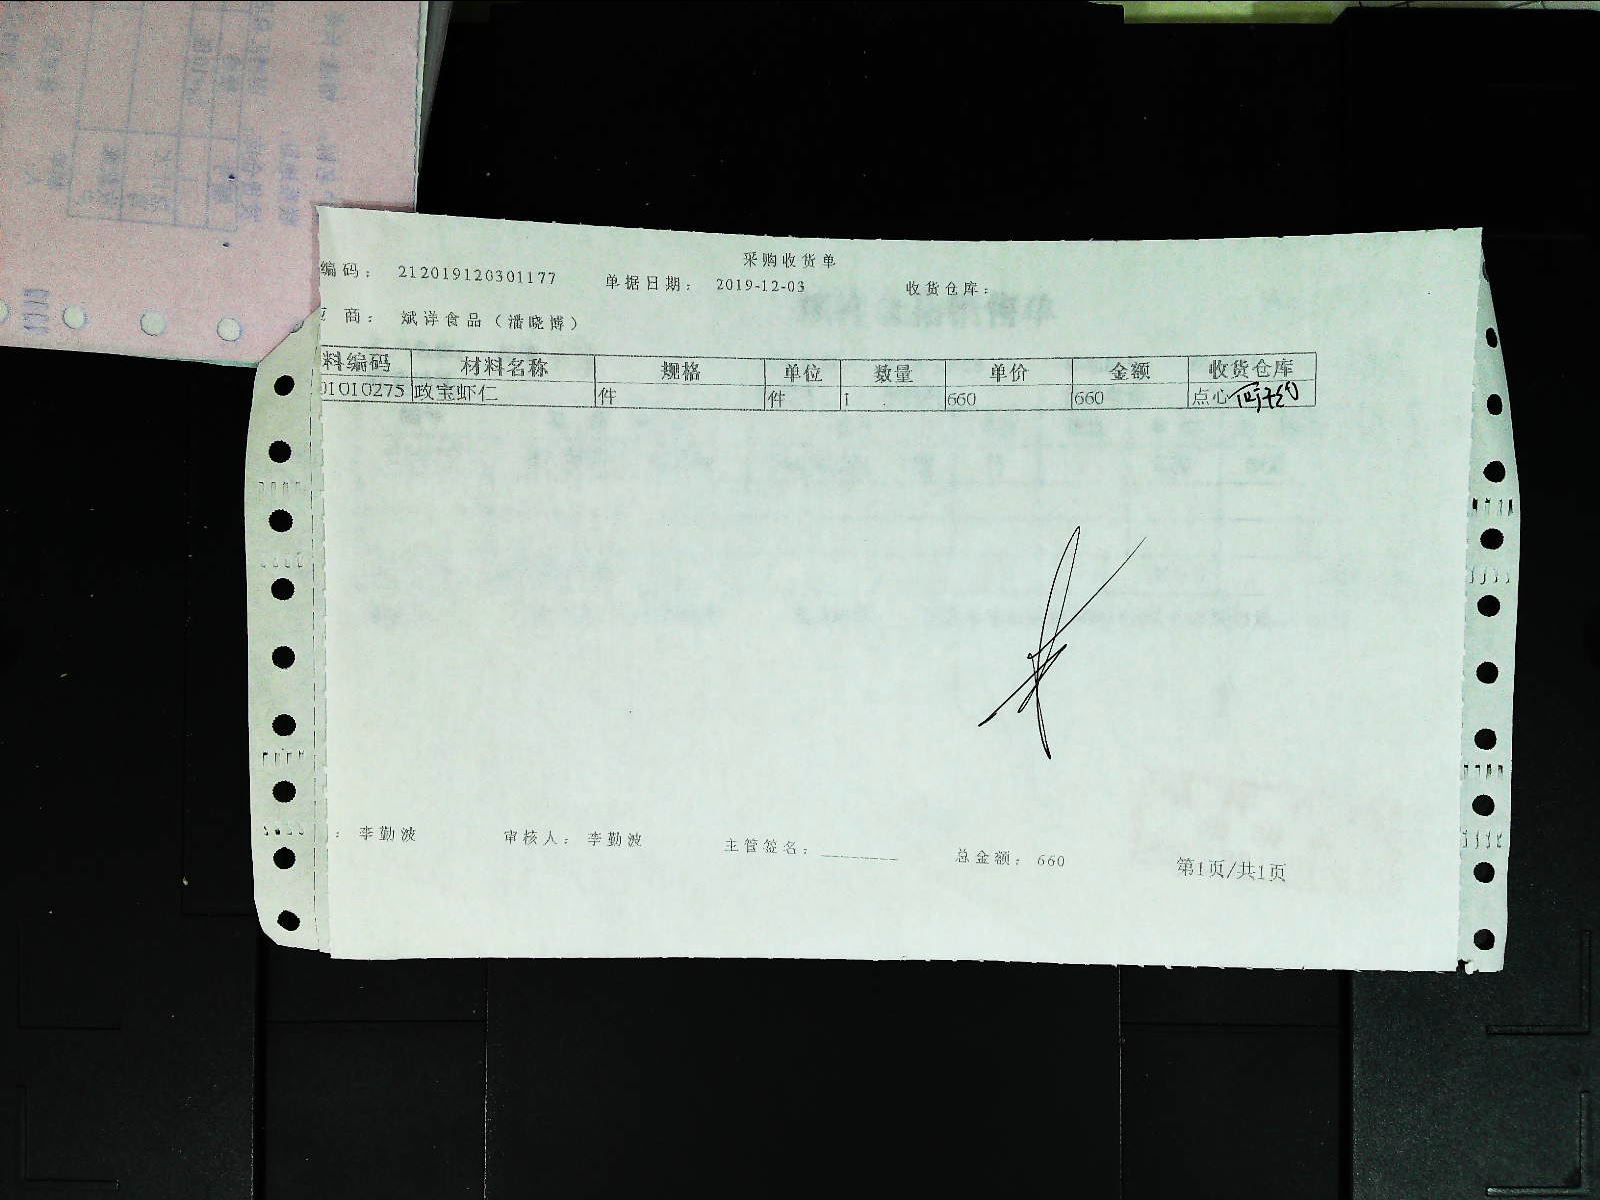 采购收货单
编码： 212019120301177 单据日期： 2019-12-03 收货仓库：
商： 斌洋食品（潘晓博）
料编码 材料名称 规格 单位 数量 单价 金额 收货仓库
01010275 政宝虾仁 件 件 1 660 660 点心
： 李勤波 审核人： 李勤波 主管签名： 总金额： 660 第1页/共1页